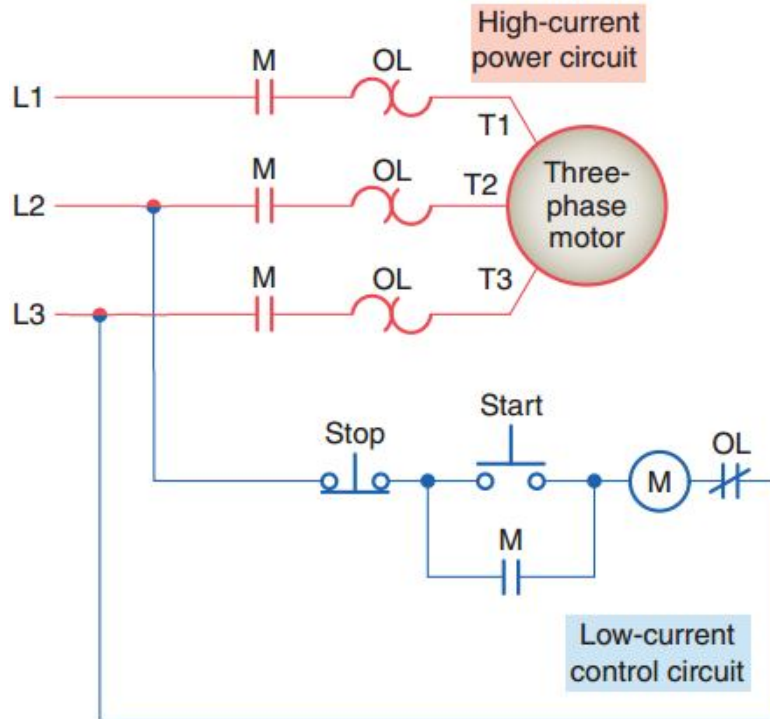 High-current
power circuit
M
OL
L1
T1
M
OL
T2
L2
Three-
phase
motor
M
OL
T3
L3
Start
Stop
OL
M
M
Low-current
control circuit